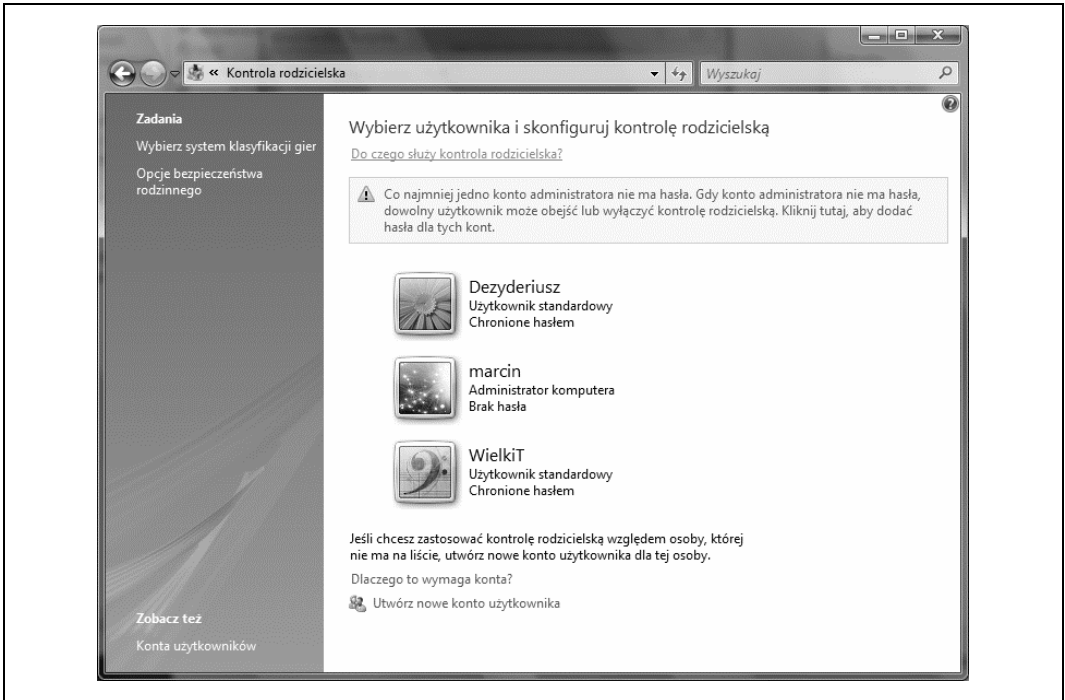 « Kontrola rodzicielska
Wyszukaj
Zadania
Wybierz system klasyfikacji gier
Opcje bezpieczeństwa
rodzinnego
Wybierz użytkownika i skonfiguruj kontrolę rodzicielską
Do czego służy kontrola rodzicielska?
Co najmniej jedno konto administratora nie ma hasła. Gdy konto administratora nie ma hasła,
dowolny użytkownik może obejść lub wyłączyć kontrolę rodzicielską. Kliknij tutaj, aby dodać
hasła dla tych kont.
Dezyderiusz
Użytkownik standardowy
Chronione hasłem
marcin
Administrator komputera
Brak hasła
WielkiT
Użytkownik standardowy
Chronione hasłem
Jeśli chcesz zastosować kontrolę rodzicielską względem osoby, której
nie ma na liście, utwórz nowe konto użytkownika dla tej osoby.
Dlaczego to wymaga konta?
Utwórz nowe konto użytkownika
Zobacz też
Konta użytkowników